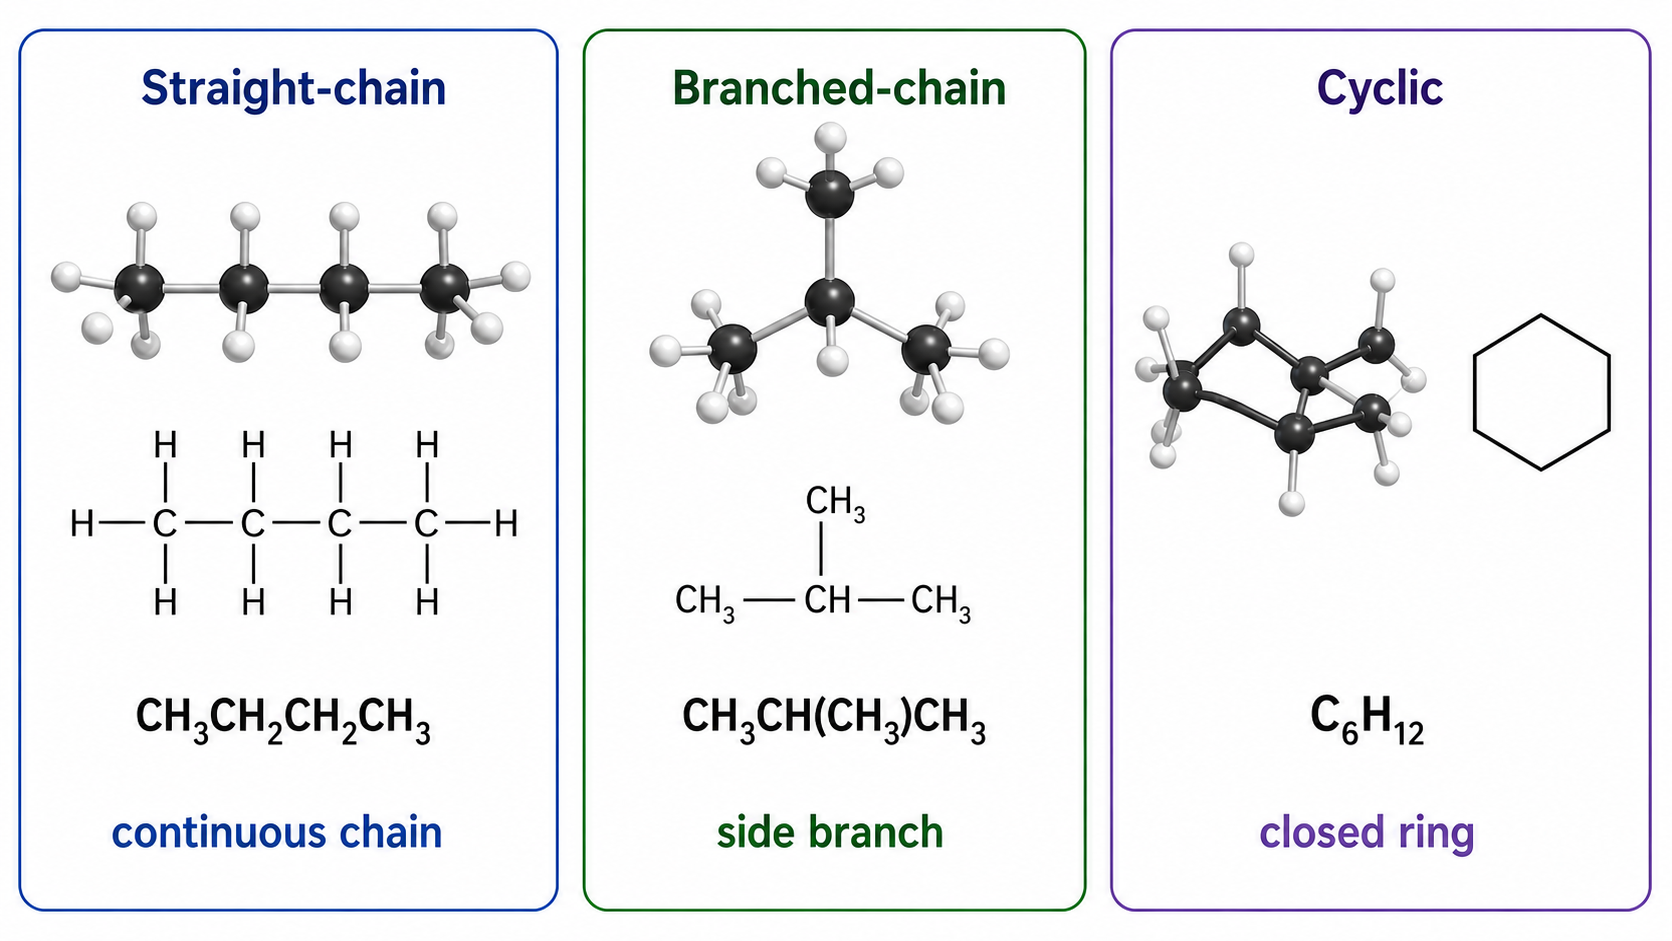 Straight-chain
H H H H
H—C—C—C—C—H
H H H H
CH₃CH₂CH₂CH₃
continuous chain
Branched-chain
CH₃
CH₃—CH—CH₃
CH₃CH(CH₃)CH₃
side branch
Cyclic
C₆H₁₂
closed ring